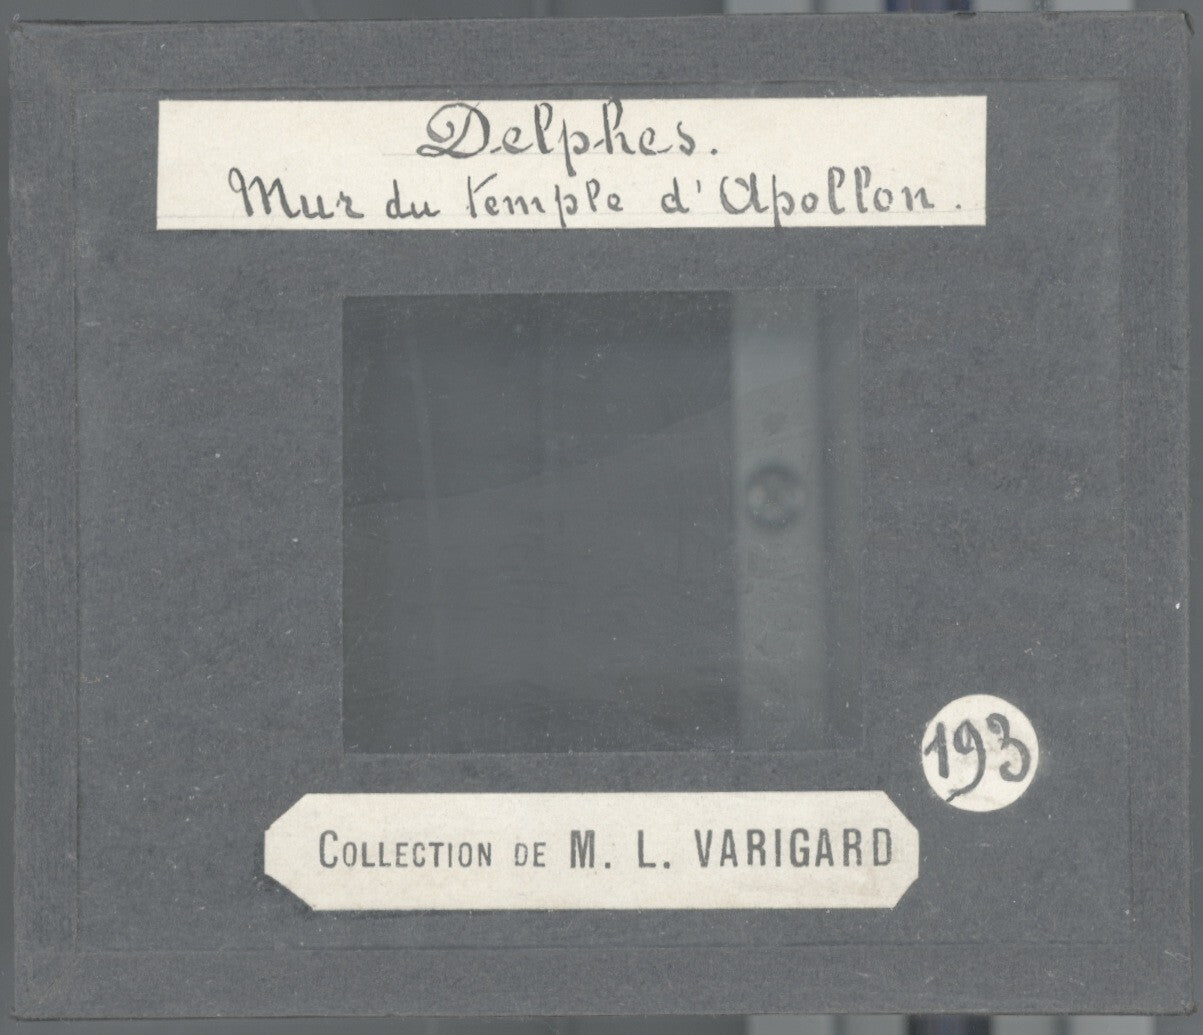 Delphes.
Mur du temple d'Apollon.
193
COLLECTION DE M. L. VARIGARD